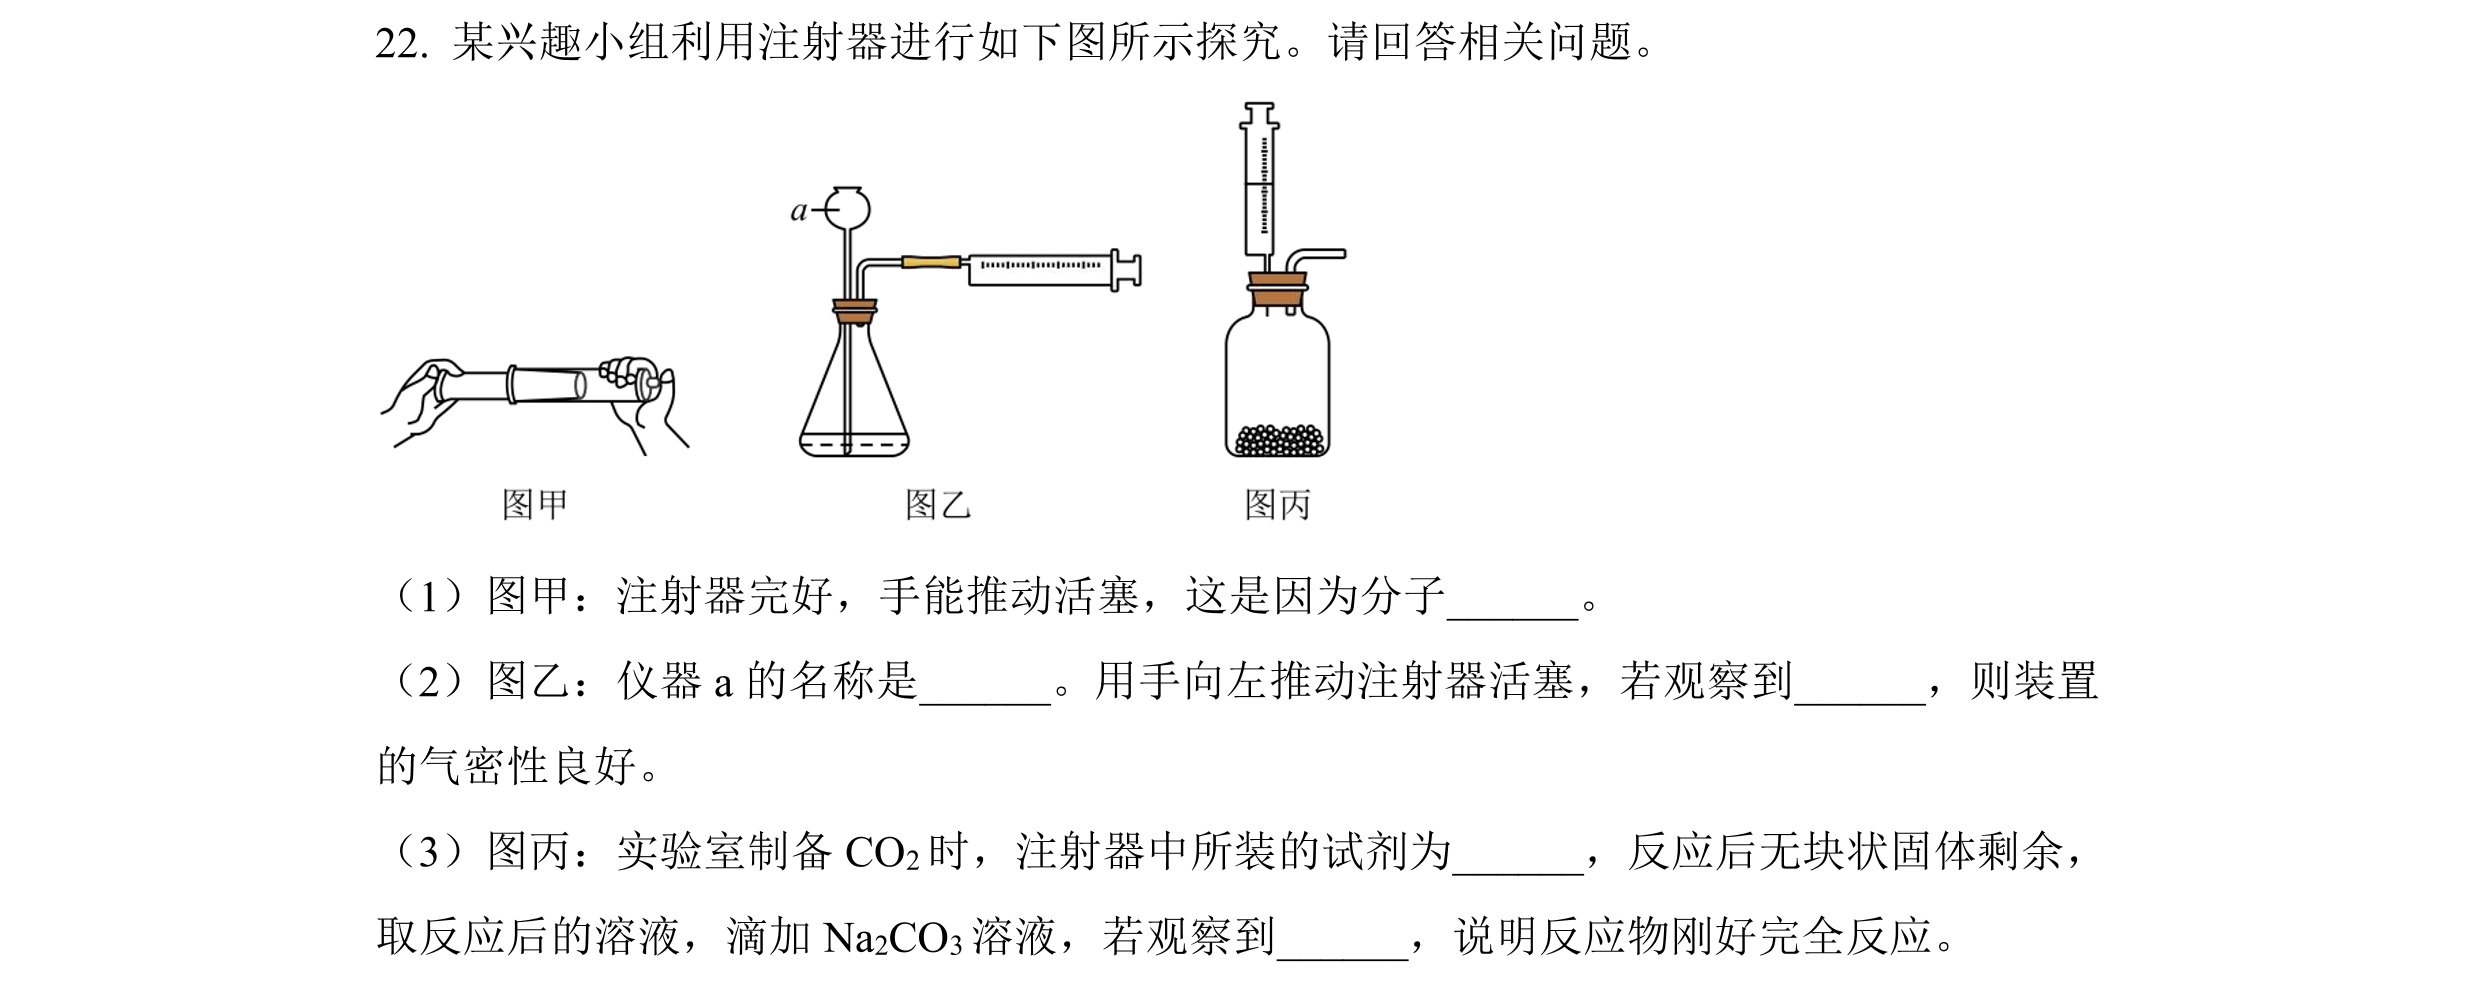 22. 某兴趣小组利用注射器进行如下图所示探究。请回答相关问题。
a
图甲 图乙 图丙
（1）图甲：注射器完好，手能推动活塞，这是因为分子______。
（2）图乙：仪器 a 的名称是______。用手向左推动注射器活塞，若观察到______，则装置
的气密性良好。
（3）图丙：实验室制备 CO₂时，注射器中所装的试剂为______，反应后无块状固体剩余，
取反应后的溶液，滴加 Na₂CO₃溶液，若观察到______，说明反应物刚好完全反应。